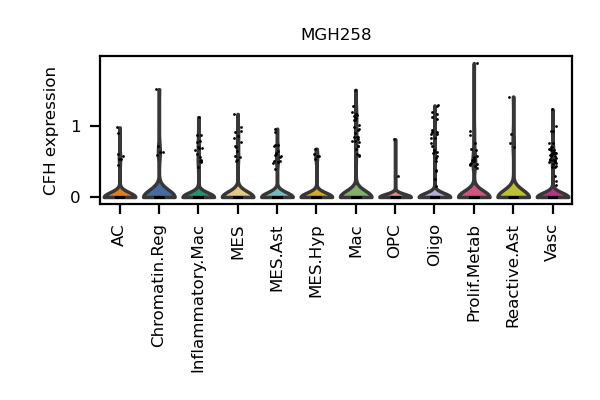 MGH258
CFH expression
1
0
AC
Chromatin.Reg
Inflammatory.Mac
MES
MES.Ast
MES.Hyp
Mac
OPC
Oligo
Prolif.Metab
Reactive.Ast
Vasc